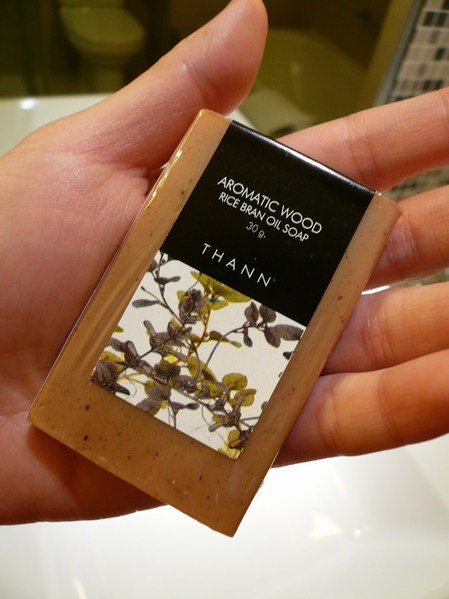 AROMATIC WOOD
RICE BRAN OIL SOAP
30 g.
THANN